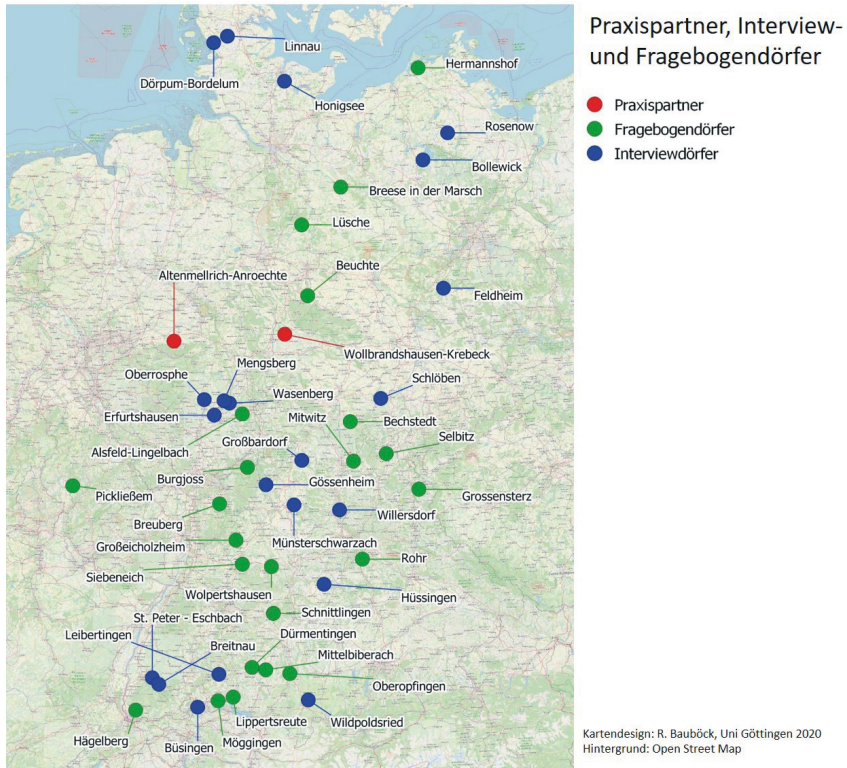 Praxispartner, Interview-
und Fragebogendörfer
Praxispartner
Fragebogendörfer
Interviewdörfer
Linnau
Dörpum-Bordelum
Hermannshof
Honigsee
Rosenow
Bollewick
Breese in der Marsch
Lüsche
Beuchte
Altenmellrich-Anroechte
Feldheim
Wollbrandshausen-Krebeck
Mengsberg
Oberrosphe
Schlöben
Wasenberg
Erfurtshausen
Mitwitz
Bechstedt
Selbitz
Großbardorf
Alsfeld-Lingelbach
Burgjoss
Gössenheim
Pickließem
Grossensterz
Willersdorf
Breuberg
Münsterschwarzach
Großeicholzheim
Rohr
Siebeneich
Wolpertshausen
Hüssingen
Schnittlingen
St. Peter - Eschbach
Leibertingen
Dürmentingen
Breitnau
Mittelbiberach
Oberopfingen
Lippertsreute
Wildpoldsried
Hägelberg
Büsingen
Möggingen
Kartendesign: R. Bauböck, Uni Göttingen 2020
Hintergrund: Open Street Map